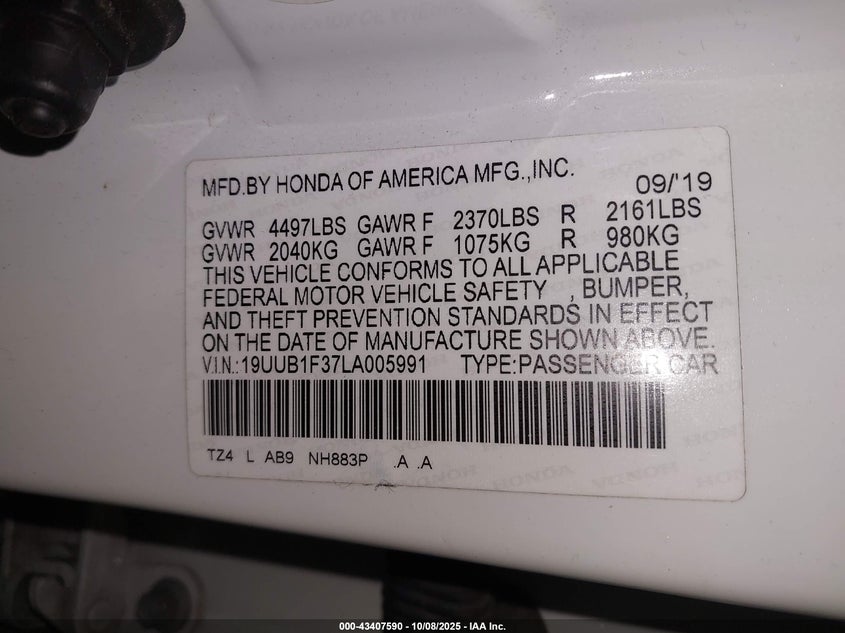 MFD.BY HONDA OF AMERICA MFG.,INC. 09/'19
GVWR 4497LBS GAWR F 2370LBS R 2161LBS
GVWR 2040KG GAWR F 1075KG R 980KG
THIS VEHICLE CONFORMS TO ALL APPLICABLE
FEDERAL MOTOR VEHICLE SAFETY , BUMPER,
AND THEFT PREVENTION STANDARDS IN EFFECT
ON THE DATE OF MANUFACTURE SHOWN ABOVE.
V.I.N.:19UUB1F37LA005991 TYPE:PASSENGER CAR
TZ4 L AB9 NH883P .A .A
HONDA HONDA HONDA
000-43407590 - 10/08/2025 - IAA Inc.